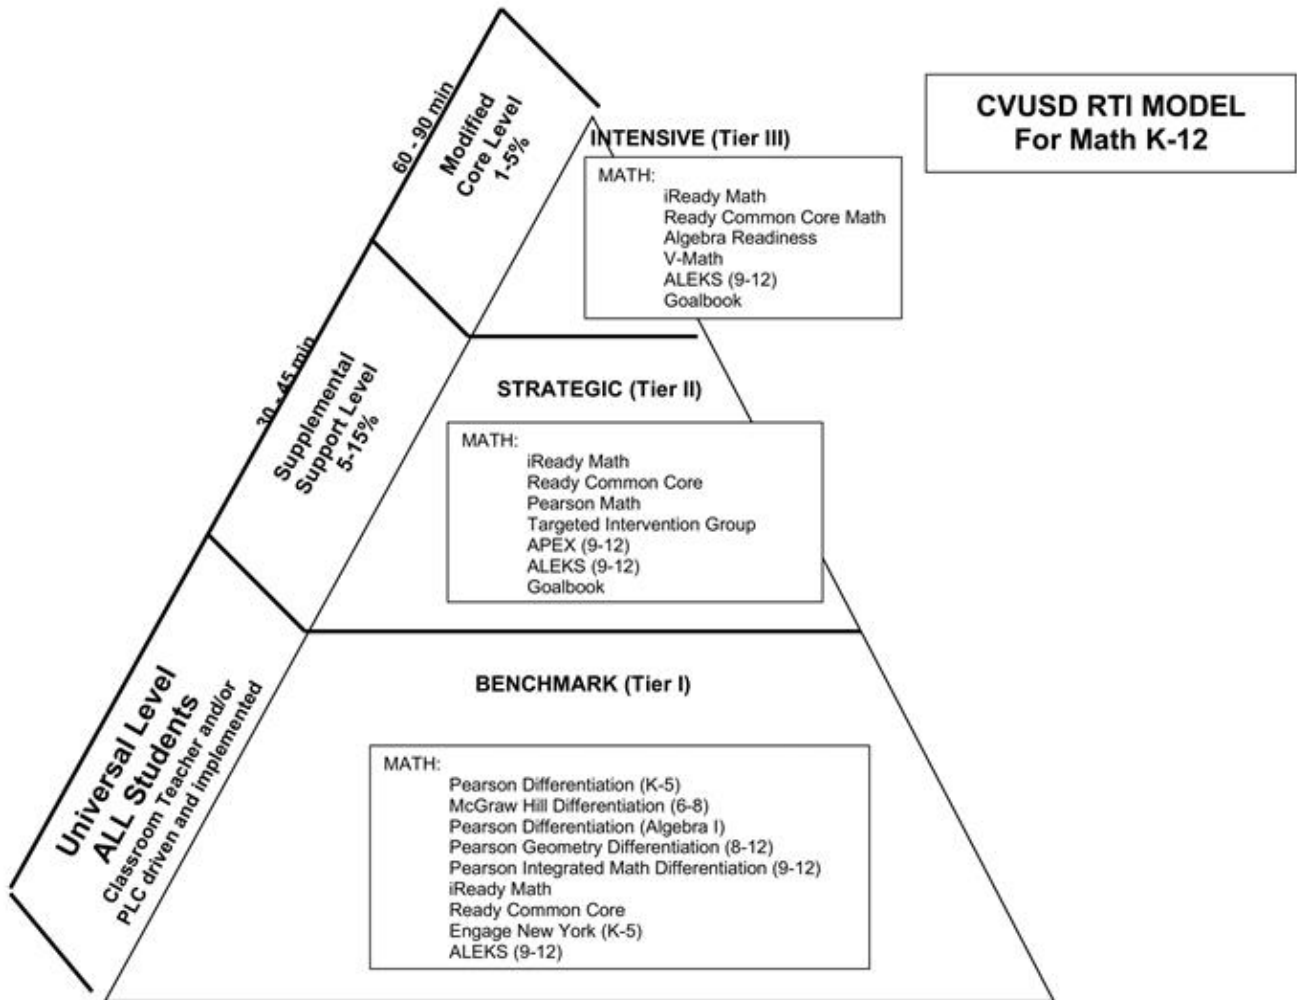 CVUSD RTI MODEL
For Math K-12
60 - 90 min
Modified
Core Level
1-5%
INTENSIVE (Tier III)
MATH:
iReady Math
Ready Common Core Math
Algebra Readiness
V-Math
ALEKS (9-12)
Goalbook
30 - 45 min
Supplemental
Support Level
5-15%
STRATEGIC (Tier II)
MATH:
iReady Math
Ready Common Core
Pearson Math
Targeted Intervention Group
APEX (9-12)
ALEKS (9-12)
Goalbook
Universal Level
ALL Students
Classroom Teacher and/or
PLC driven and implemented
BENCHMARK (Tier I)
MATH:
Pearson Differentiation (K-5)
McGraw Hill Differentiation (6-8)
Pearson Differentiation (Algebra I)
Pearson Geometry Differentiation (8-12)
Pearson Integrated Math Differentiation (9-12)
iReady Math
Ready Common Core
Engage New York (K-5)
ALEKS (9-12)